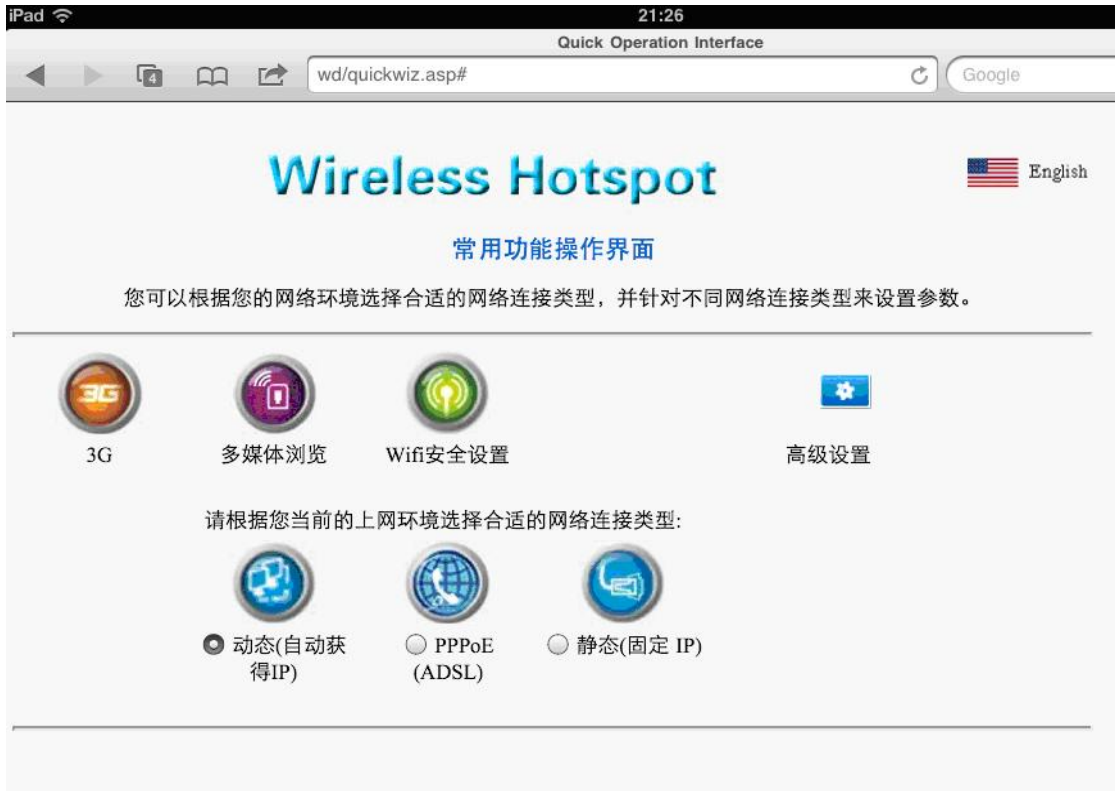 iPad 21:26
Quick Operation Interface
4 wd/quickwiz.asp# Google
Wireless Hotspot
English
常用功能操作界面
您可以根据您的网络环境选择合适的网络连接类型，并针对不同网络连接类型来设置参数。
3G
3G 多媒体浏览 Wifi安全设置 高级设置
请根据您当前的上网环境选择合适的网络连接类型:
动态(自动获 PPPoE 静态(固定 IP)
得IP) (ADSL)